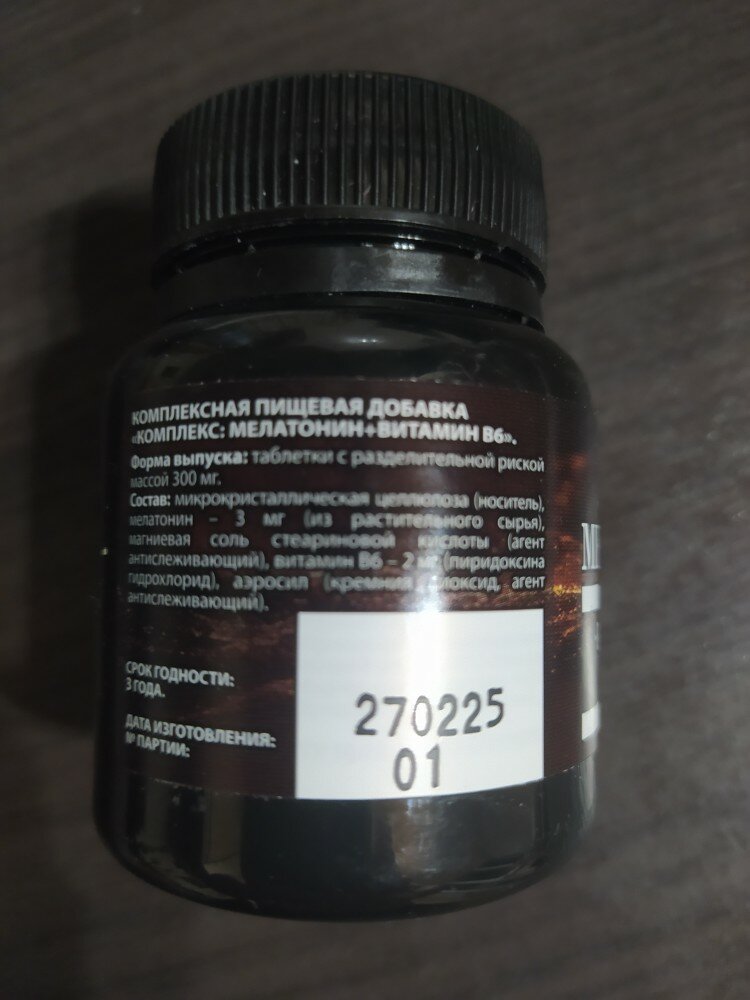 КОМПЛЕКСНАЯ ПИЩЕВАЯ ДОБАВКА
«КОМПЛЕКС: МЕЛАТОНИН+ВИТАМИН В6».
Форма выпуска: таблетки с разделительной риской
массой 300 мг.
Состав: микрокристаллическая целлюлоза (носитель),
мелатонин – 3 мг (из растительного сырья),
магниевая соль стеариновой кислоты (агент
антислеживающий), витамин В6 – 2 мг (пиридоксина
гидрохлорид), аэросил (кремния диоксид, агент
антислеживающий).
СРОК ГОДНОСТИ:
3 ГОДА.
ДАТА ИЗГОТОВЛЕНИЯ:
№ ПАРТИИ:
270225
01